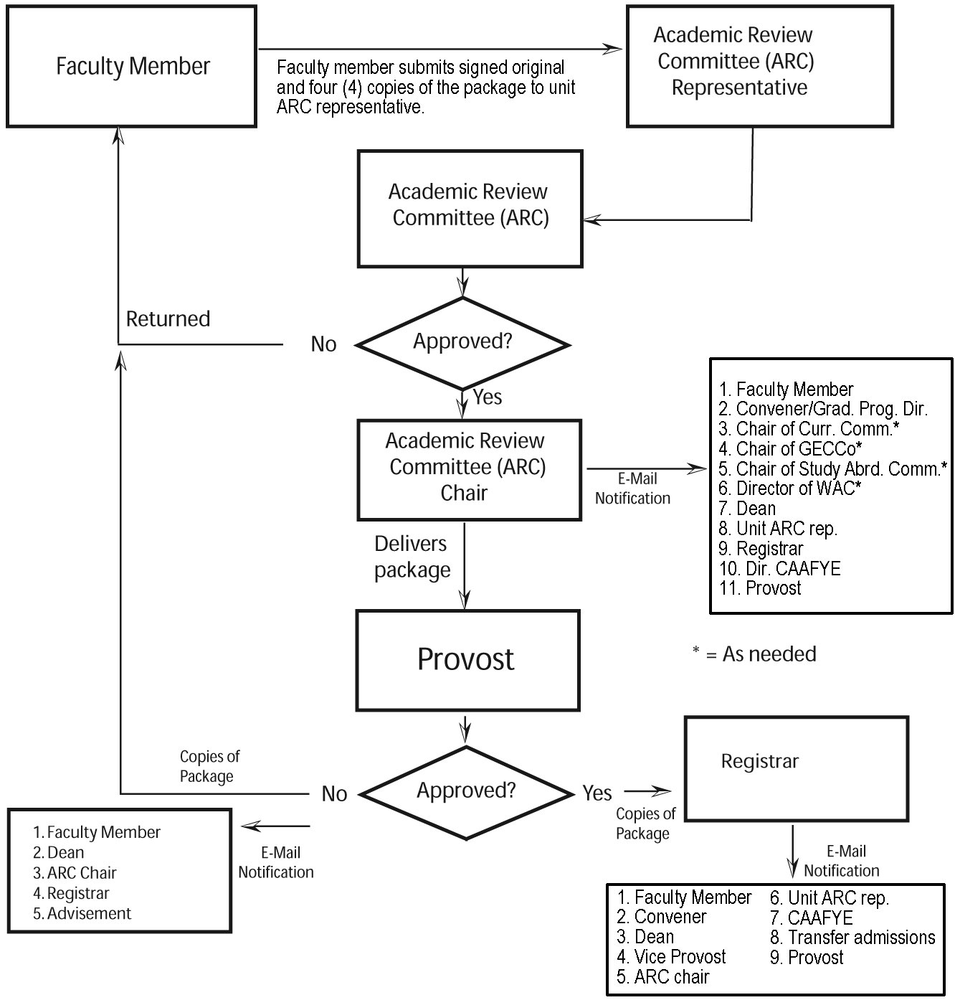 Faculty Member
Faculty member submits signed original
and four (4) copies of the package to unit
ARC representative.
Academic Review
Committee (ARC)
Representative
Academic Review
Committee (ARC)
Returned
No
Approved?
Yes
Academic Review
Committee (ARC)
Chair
E-Mail
Notification
1. Faculty Member
2. Convener/Grad. Prog. Dir.
3. Chair of Curr. Comm.*
4. Chair of GECCo*
5. Chair of Study Abrd. Comm.*
6. Director of WAC*
7. Dean
8. Unit ARC rep.
9. Registrar
10. Dir. CAAFYE
11. Provost
Delivers
package
Provost
* = As needed
Copies of
Package
No
Approved?
Yes
Copies of
Package
Registrar
1. Faculty Member
2. Dean
3. ARC Chair
4. Registrar
5. Advisement
E-Mail
Notification
E-Mail
Notification
1. Faculty Member
2. Convener
3. Dean
4. Vice Provost
5. ARC chair
6. Unit ARC rep.
7. CAAFYE
8. Transfer admissions
9. Provost